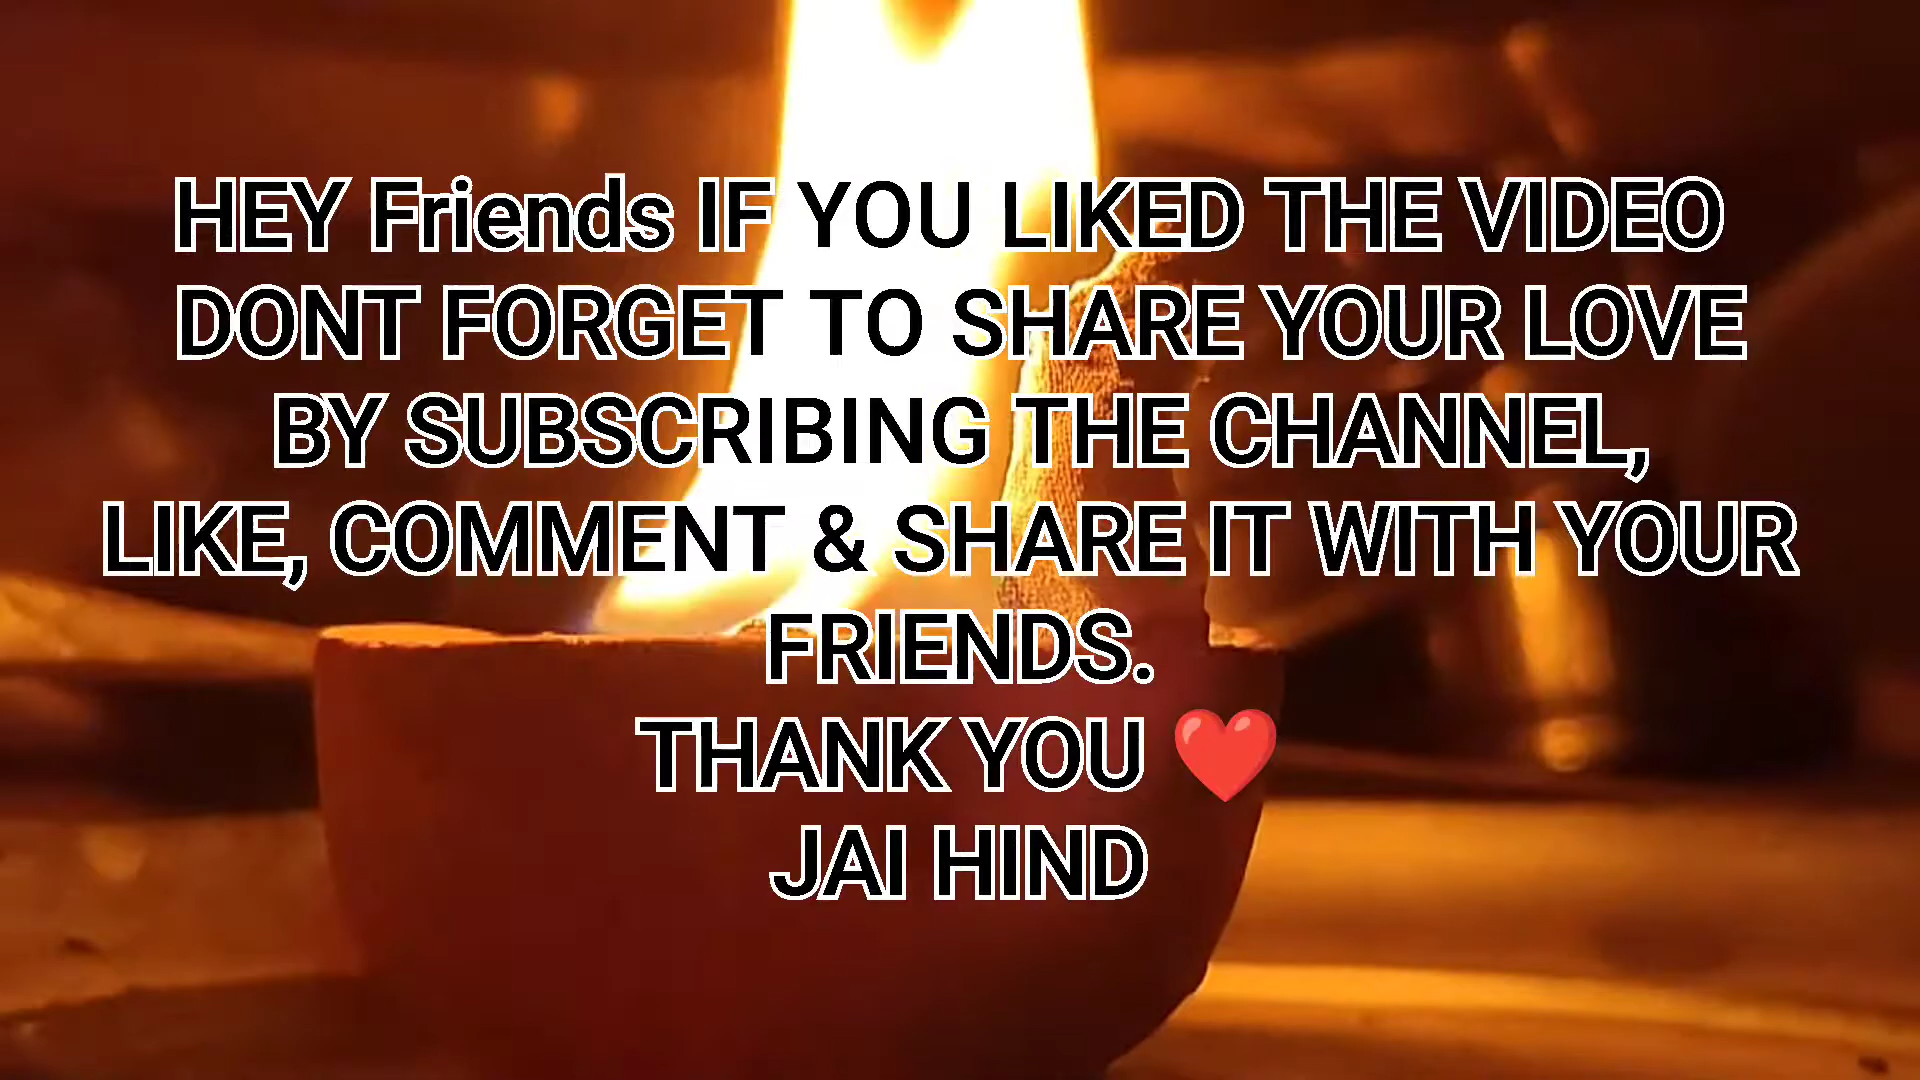 HEY Friends IF YOU LIKED THE VIDEO
DONT FORGET TO SHARE YOUR LOVE
BY SUBSCRIBING THE CHANNEL,
LIKE, COMMENT & SHARE IT WITH YOUR
FRIENDS.
THANK YOU ❤️
JAI HIND